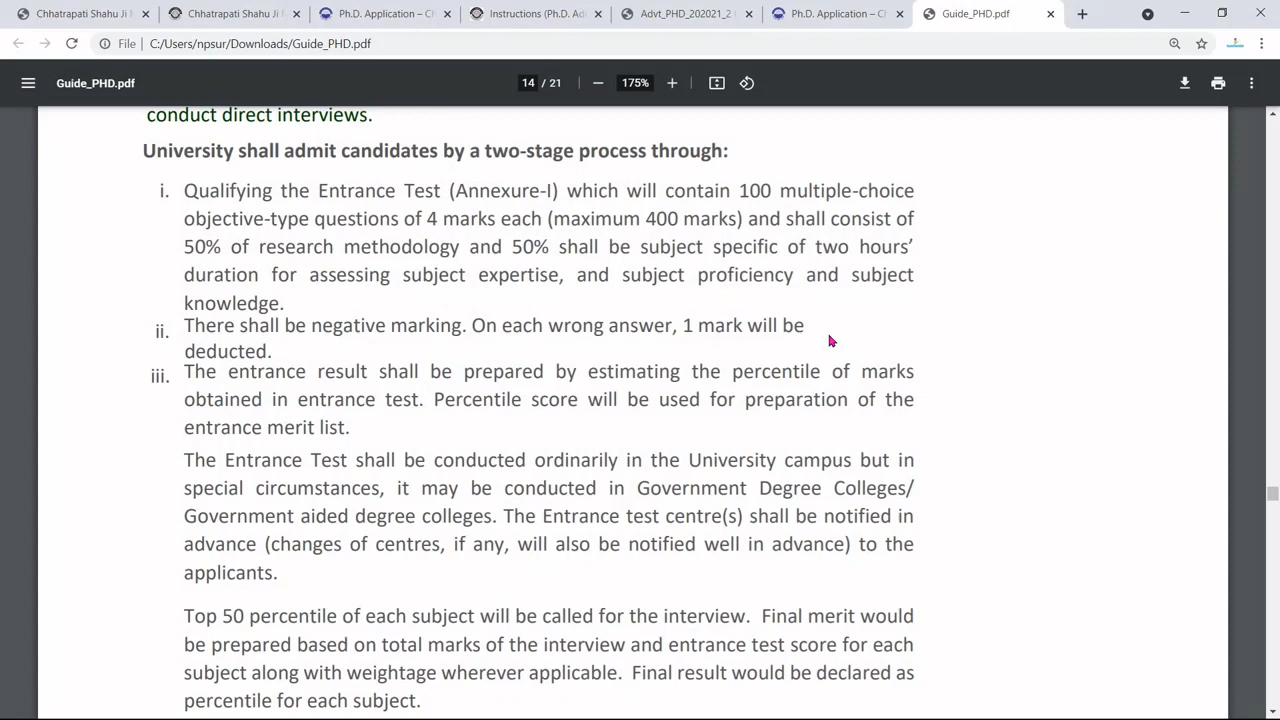 Chhatrapati Shahu Ji M
Chhatrapati Shahu Ji M
Ph.D. Application – Ch
Instructions (Ph.D. Adm
Advt_PHD_202021_2 (
Ph.D. Application – Ch
Guide_PHD.pdf
File C:/Users/npsur/Downloads/Guide_PHD.pdf
Guide_PHD.pdf
14 / 21
175%
conduct direct interviews.
University shall admit candidates by a two-stage process through:
i. Qualifying the Entrance Test (Annexure-I) which will contain 100 multiple-choice
objective-type questions of 4 marks each (maximum 400 marks) and shall consist of
50% of research methodology and 50% shall be subject specific of two hours’
duration for assessing subject expertise, and subject proficiency and subject
knowledge.
ii. There shall be negative marking. On each wrong answer, 1 mark will be
deducted.
iii. The entrance result shall be prepared by estimating the percentile of marks
obtained in entrance test. Percentile score will be used for preparation of the
entrance merit list.
The Entrance Test shall be conducted ordinarily in the University campus but in
special circumstances, it may be conducted in Government Degree Colleges/
Government aided degree colleges. The Entrance test centre(s) shall be notified in
advance (changes of centres, if any, will also be notified well in advance) to the
applicants.
Top 50 percentile of each subject will be called for the interview. Final merit would
be prepared based on total marks of the interview and entrance test score for each
subject along with weightage wherever applicable. Final result would be declared as
percentile for each subject.